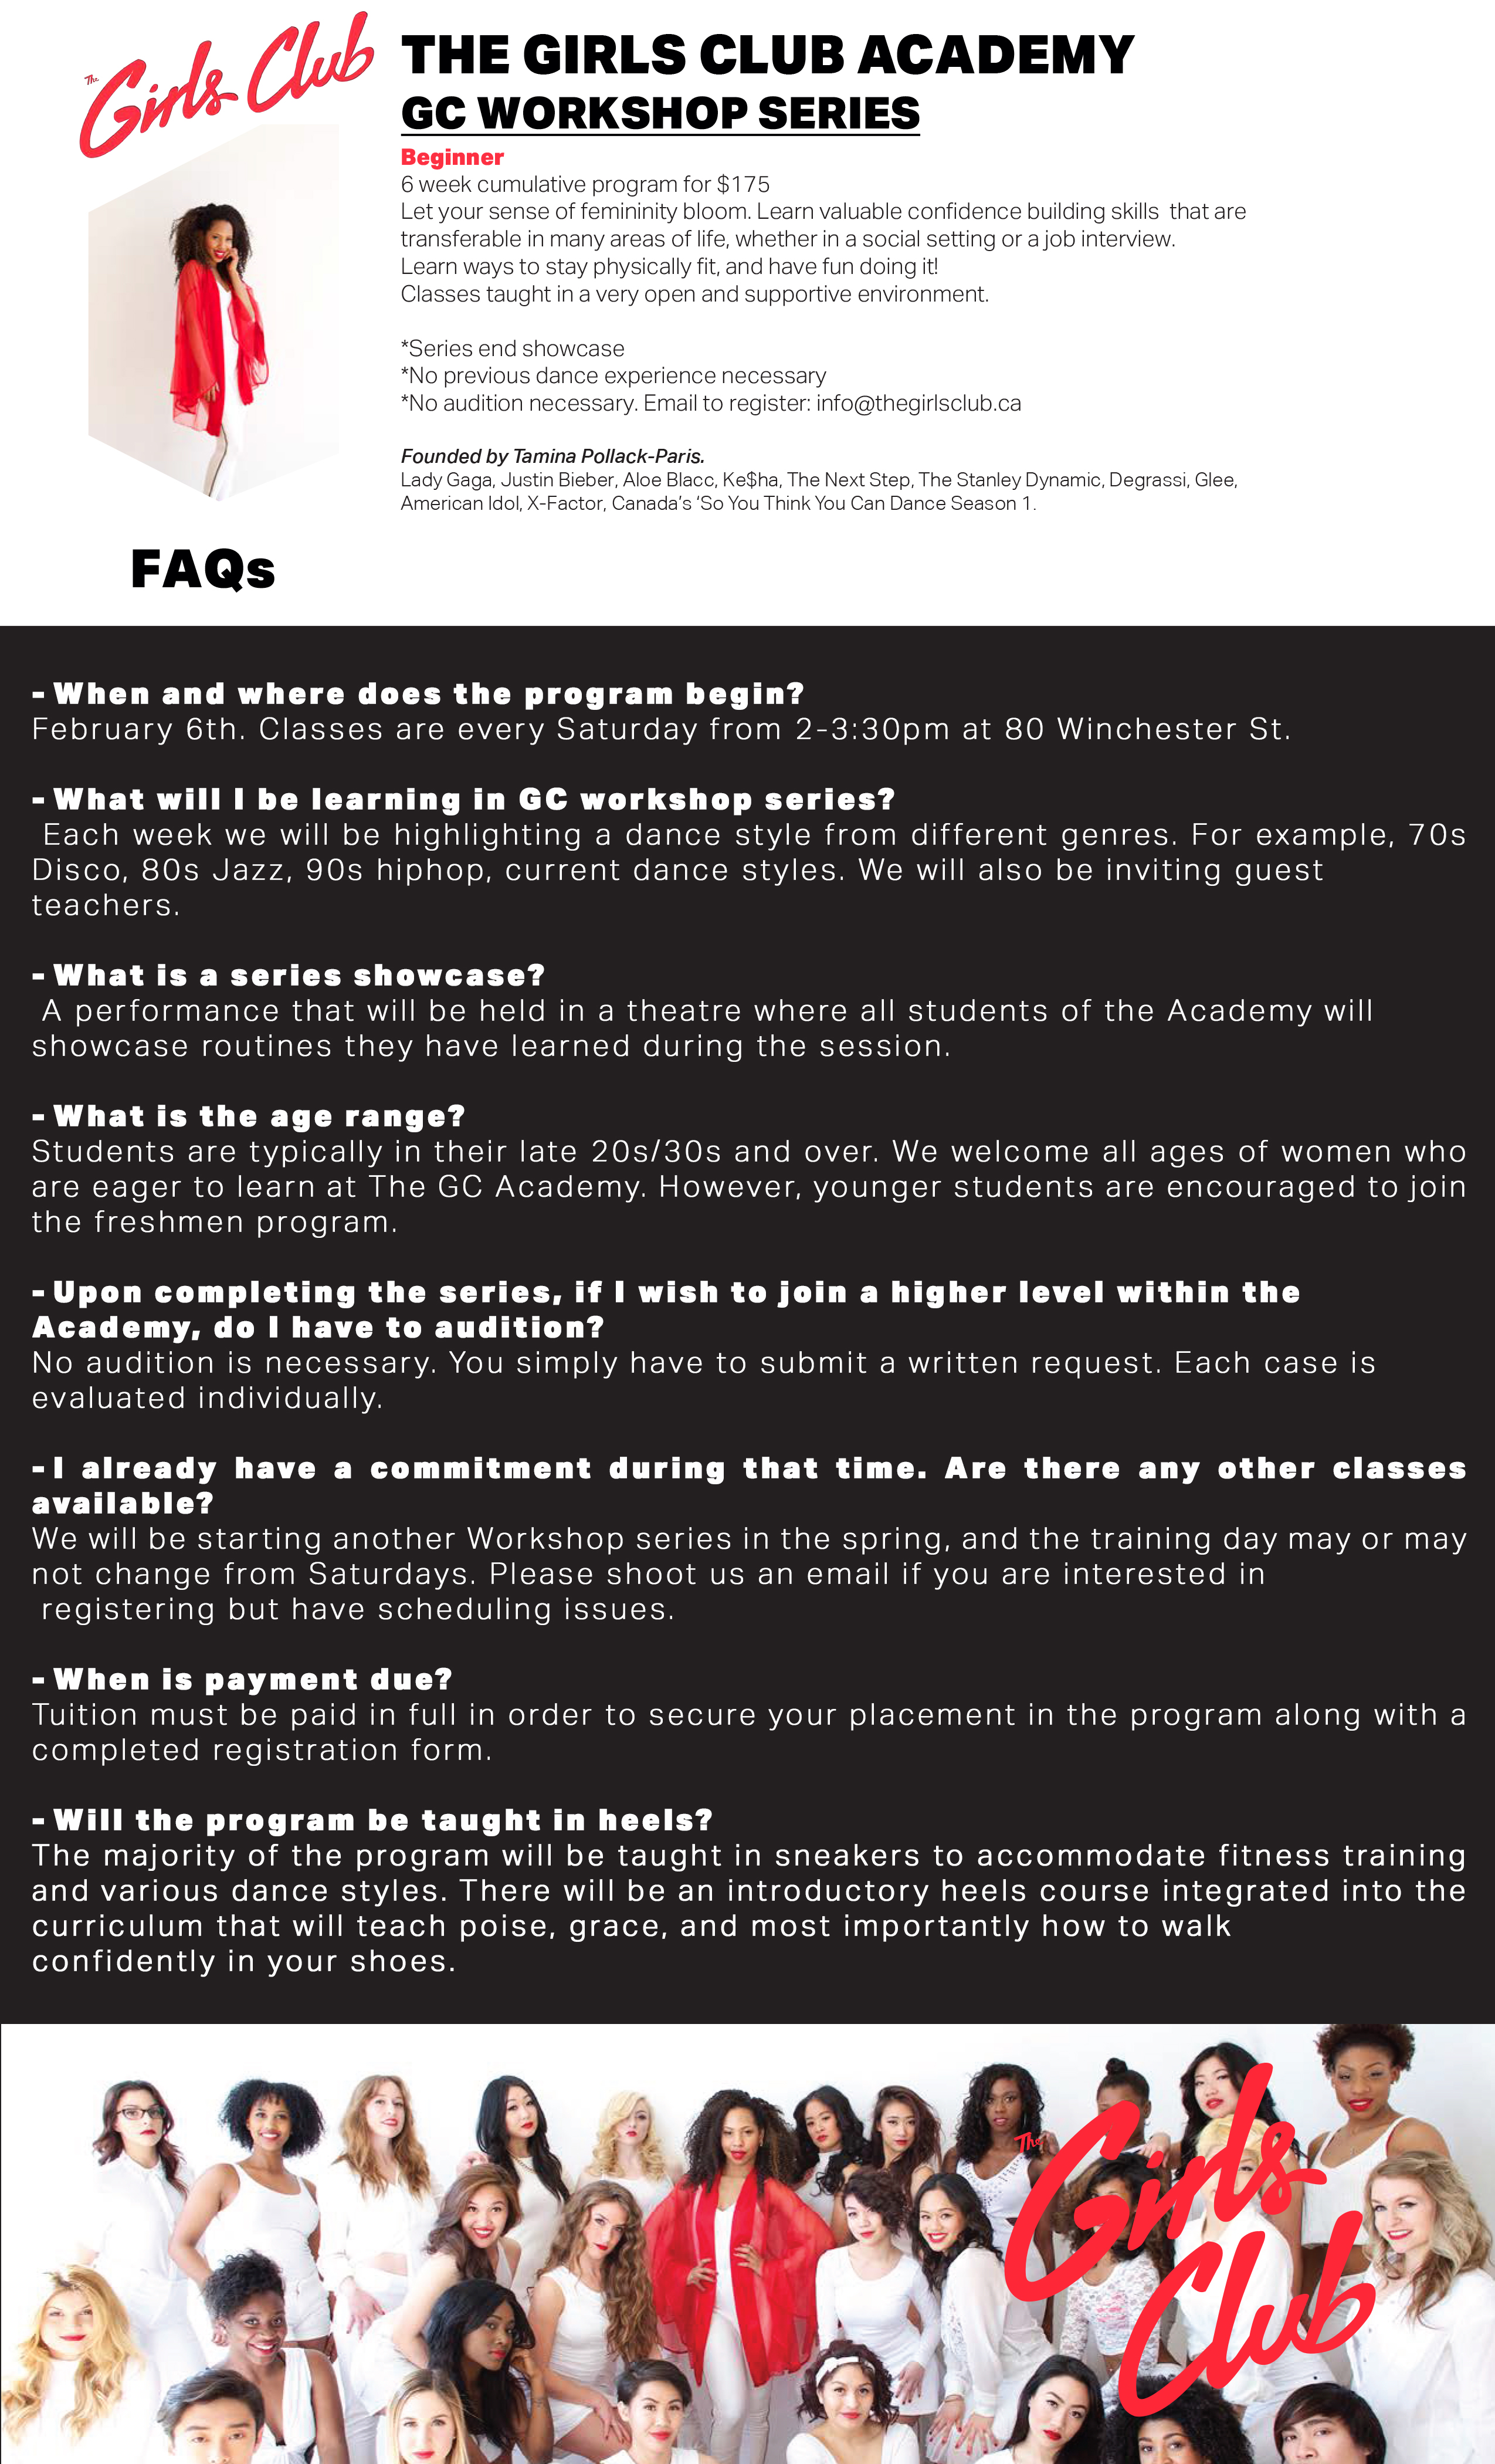 The Girls Club
THE GIRLS CLUB ACADEMY
GC WORKSHOP SERIES
Beginner
6 week cumulative program for $175
Let your sense of femininity bloom. Learn valuable confidence building skills  that are
transferable in many areas of life, whether in a social setting or a job interview.
Learn ways to stay physically fit, and have fun doing it!
Classes taught in a very open and supportive environment.
*Series end showcase
*No previous dance experience necessary
*No audition necessary. Email to register: info@thegirlsclub.ca
Founded by Tamina Pollack-Paris.
Lady Gaga, Justin Bieber, Aloe Blacc, Ke$ha, The Next Step, The Stanley Dynamic, Degrassi, Glee,
American Idol, X-Factor, Canada's 'So You Think You Can Dance Season 1.
FAQs
- When and where does the program begin?
February 6th. Classes are every Saturday from 2-3:30pm at 80 Winchester St.
- What will I be learning in GC workshop series?
Each week we will be highlighting a dance style from different genres. For example, 70s
Disco, 80s Jazz, 90s hiphop, current dance styles. We will also be inviting guest
teachers.
- What is a series showcase?
A performance that will be held in a theatre where all students of the Academy will
showcase routines they have learned during the session.
- What is the age range?
Students are typically in their late 20s/30s and over. We welcome all ages of women who
are eager to learn at The GC Academy. However, younger students are encouraged to join
the freshmen program.
- Upon completing the series, if I wish to join a higher level within the
Academy, do I have to audition?
No audition is necessary. You simply have to submit a written request. Each case is
evaluated individually.
- I already have a commitment during that time. Are there any other classes
available?
We will be starting another Workshop series in the spring, and the training day may or may
not change from Saturdays. Please shoot us an email if you are interested in
registering but have scheduling issues.
- When is payment due?
Tuition must be paid in full in order to secure your placement in the program along with a
completed registration form.
- Will the program be taught in heels?
The majority of the program will be taught in sneakers to accommodate fitness training
and various dance styles. There will be an introductory heels course integrated into the
curriculum that will teach poise, grace, and most importantly how to walk
confidently in your shoes.
The Girls
Club